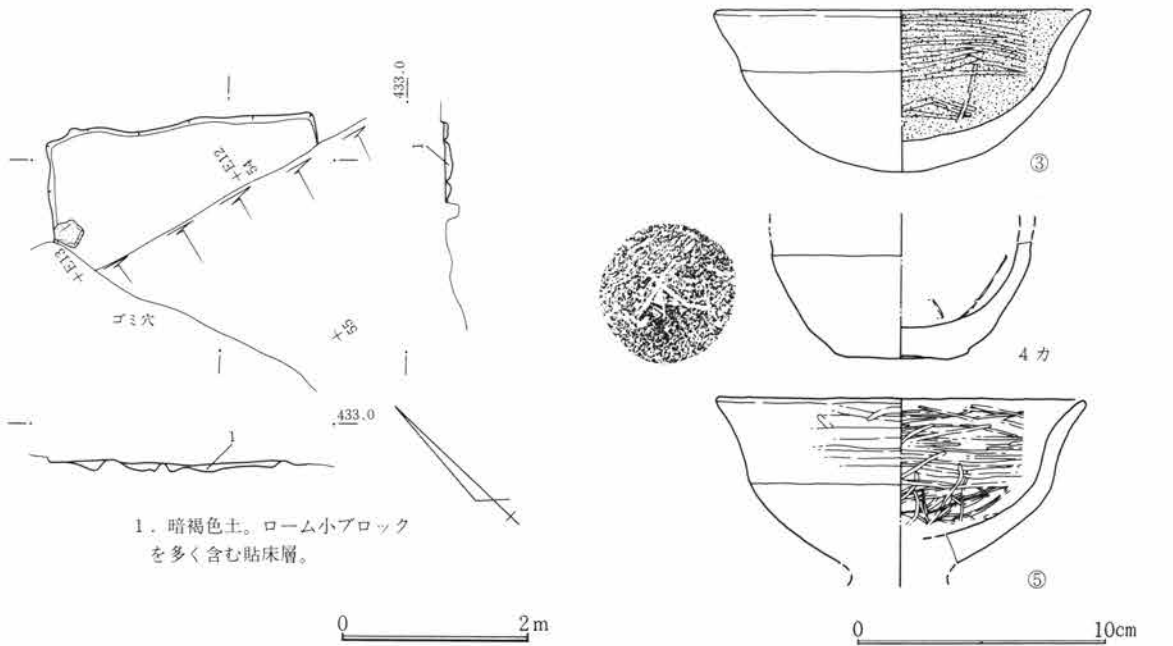 433.0
1
+E12
54
+E13
ゴミ穴
+55
433.0
1
1．暗褐色土。ローム小ブロック
を多く含む貼床層。
0 2m
③
4カ
⑤
0 10cm